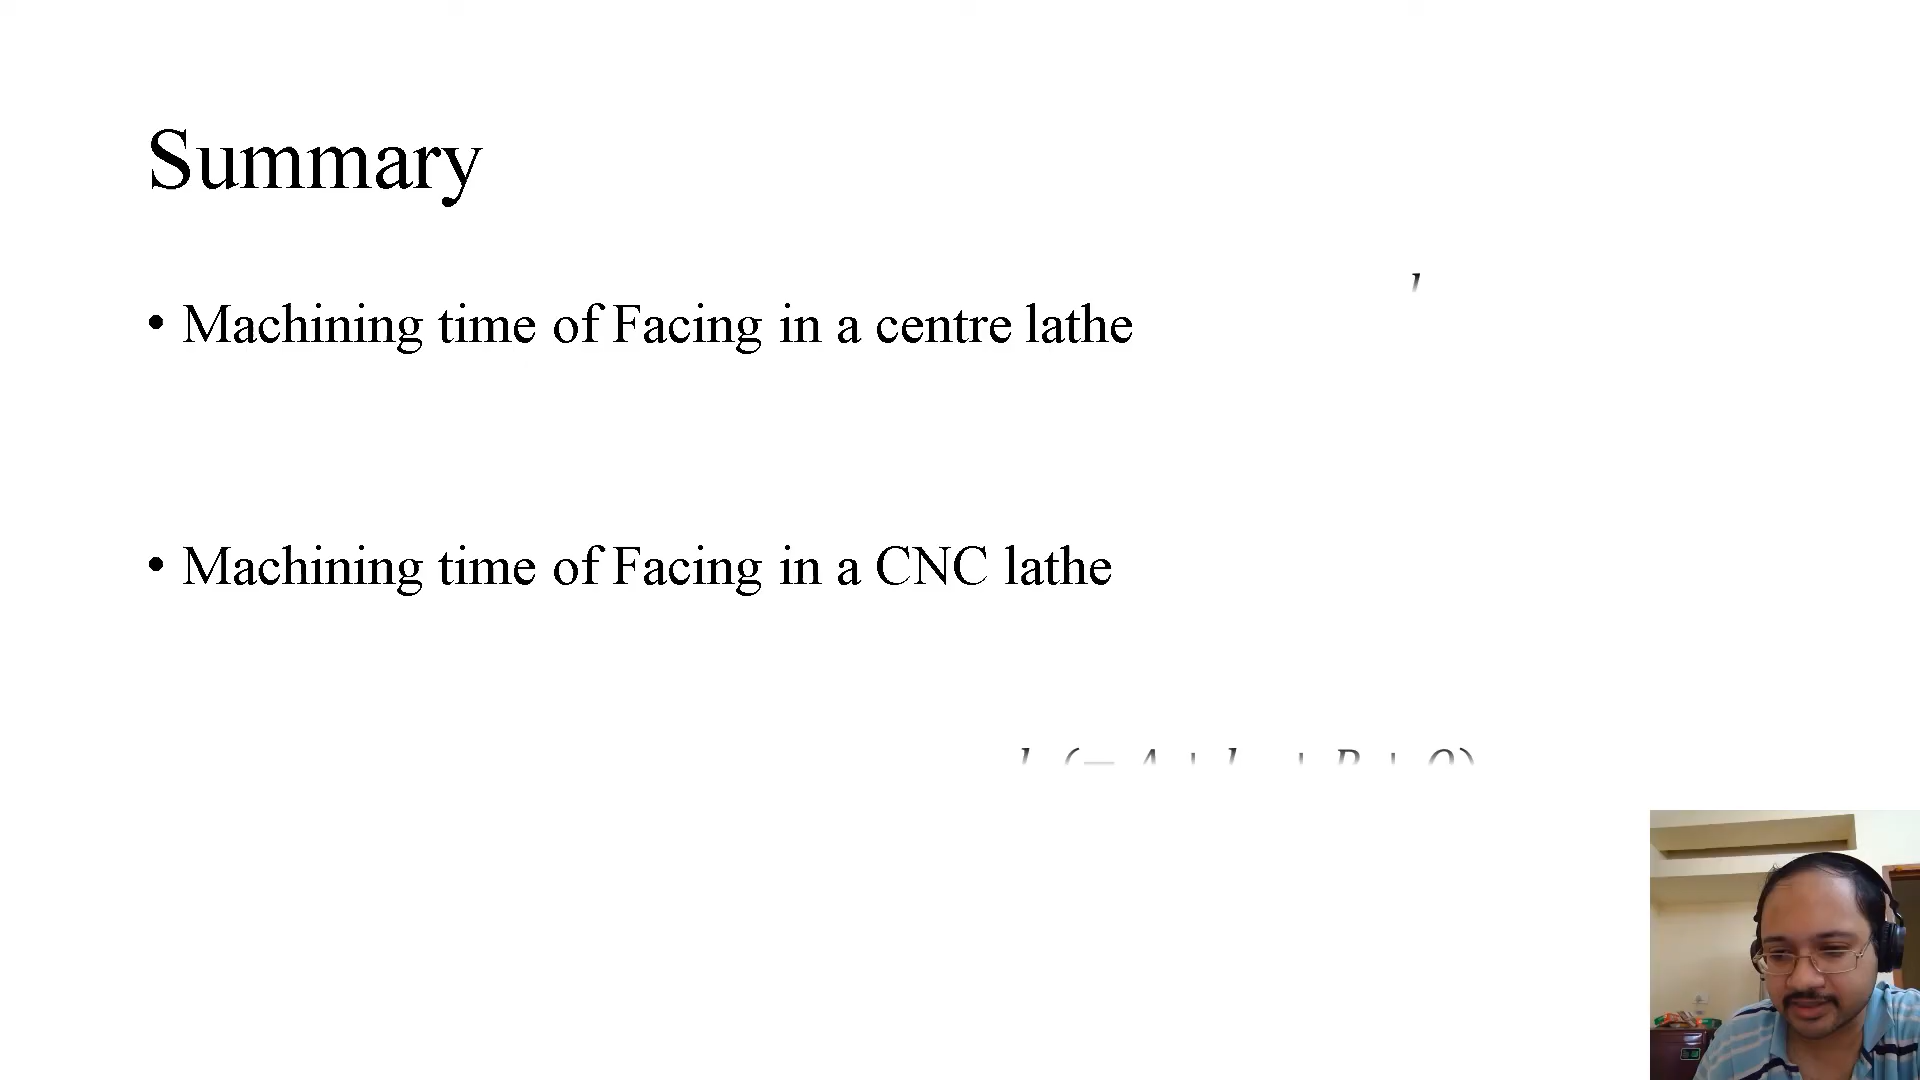 Summary
• Machining time of Facing in a centre lathe
• Machining time of Facing in a CNC lathe